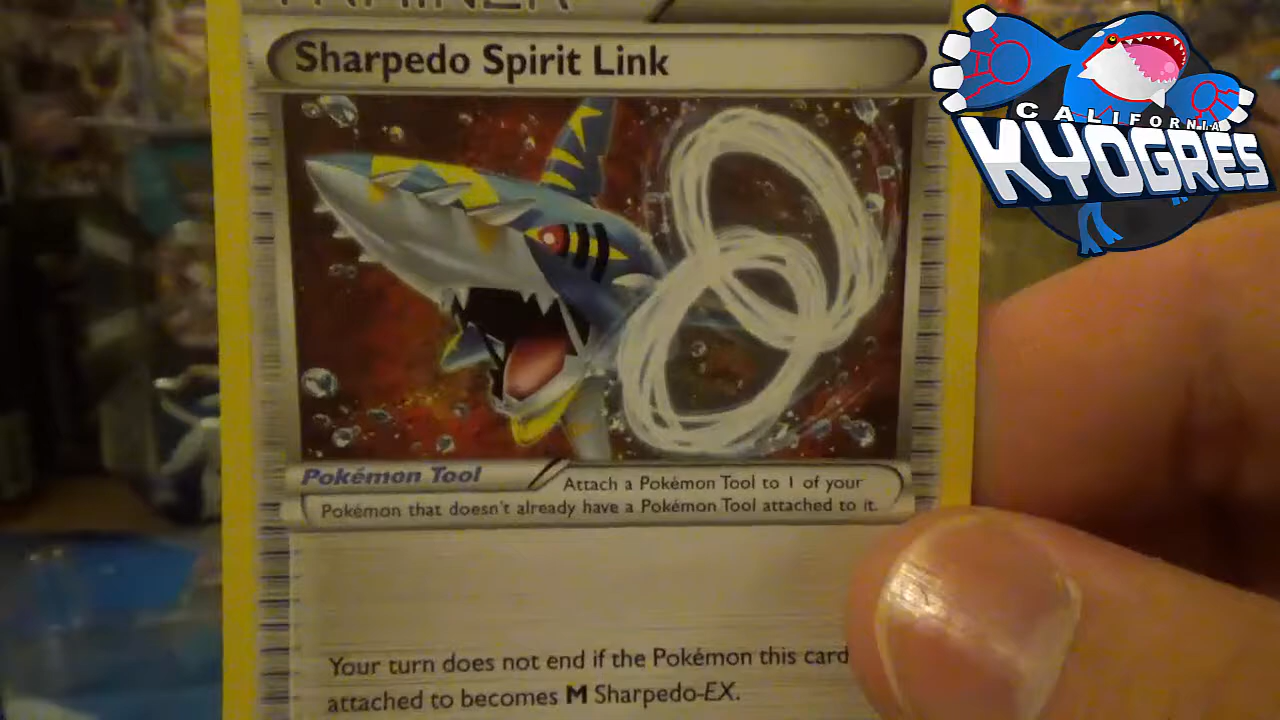 TRAINER
Sharpedo Spirit Link
CALIFORNIA
KYOGRES
Pokémon Tool
Attach a Pokémon Tool to 1 of your
Pokémon that doesn't already have a Pokémon Tool attached to it.
Your turn does not end if the Pokémon this card
attached to becomes M Sharpedo-EX.